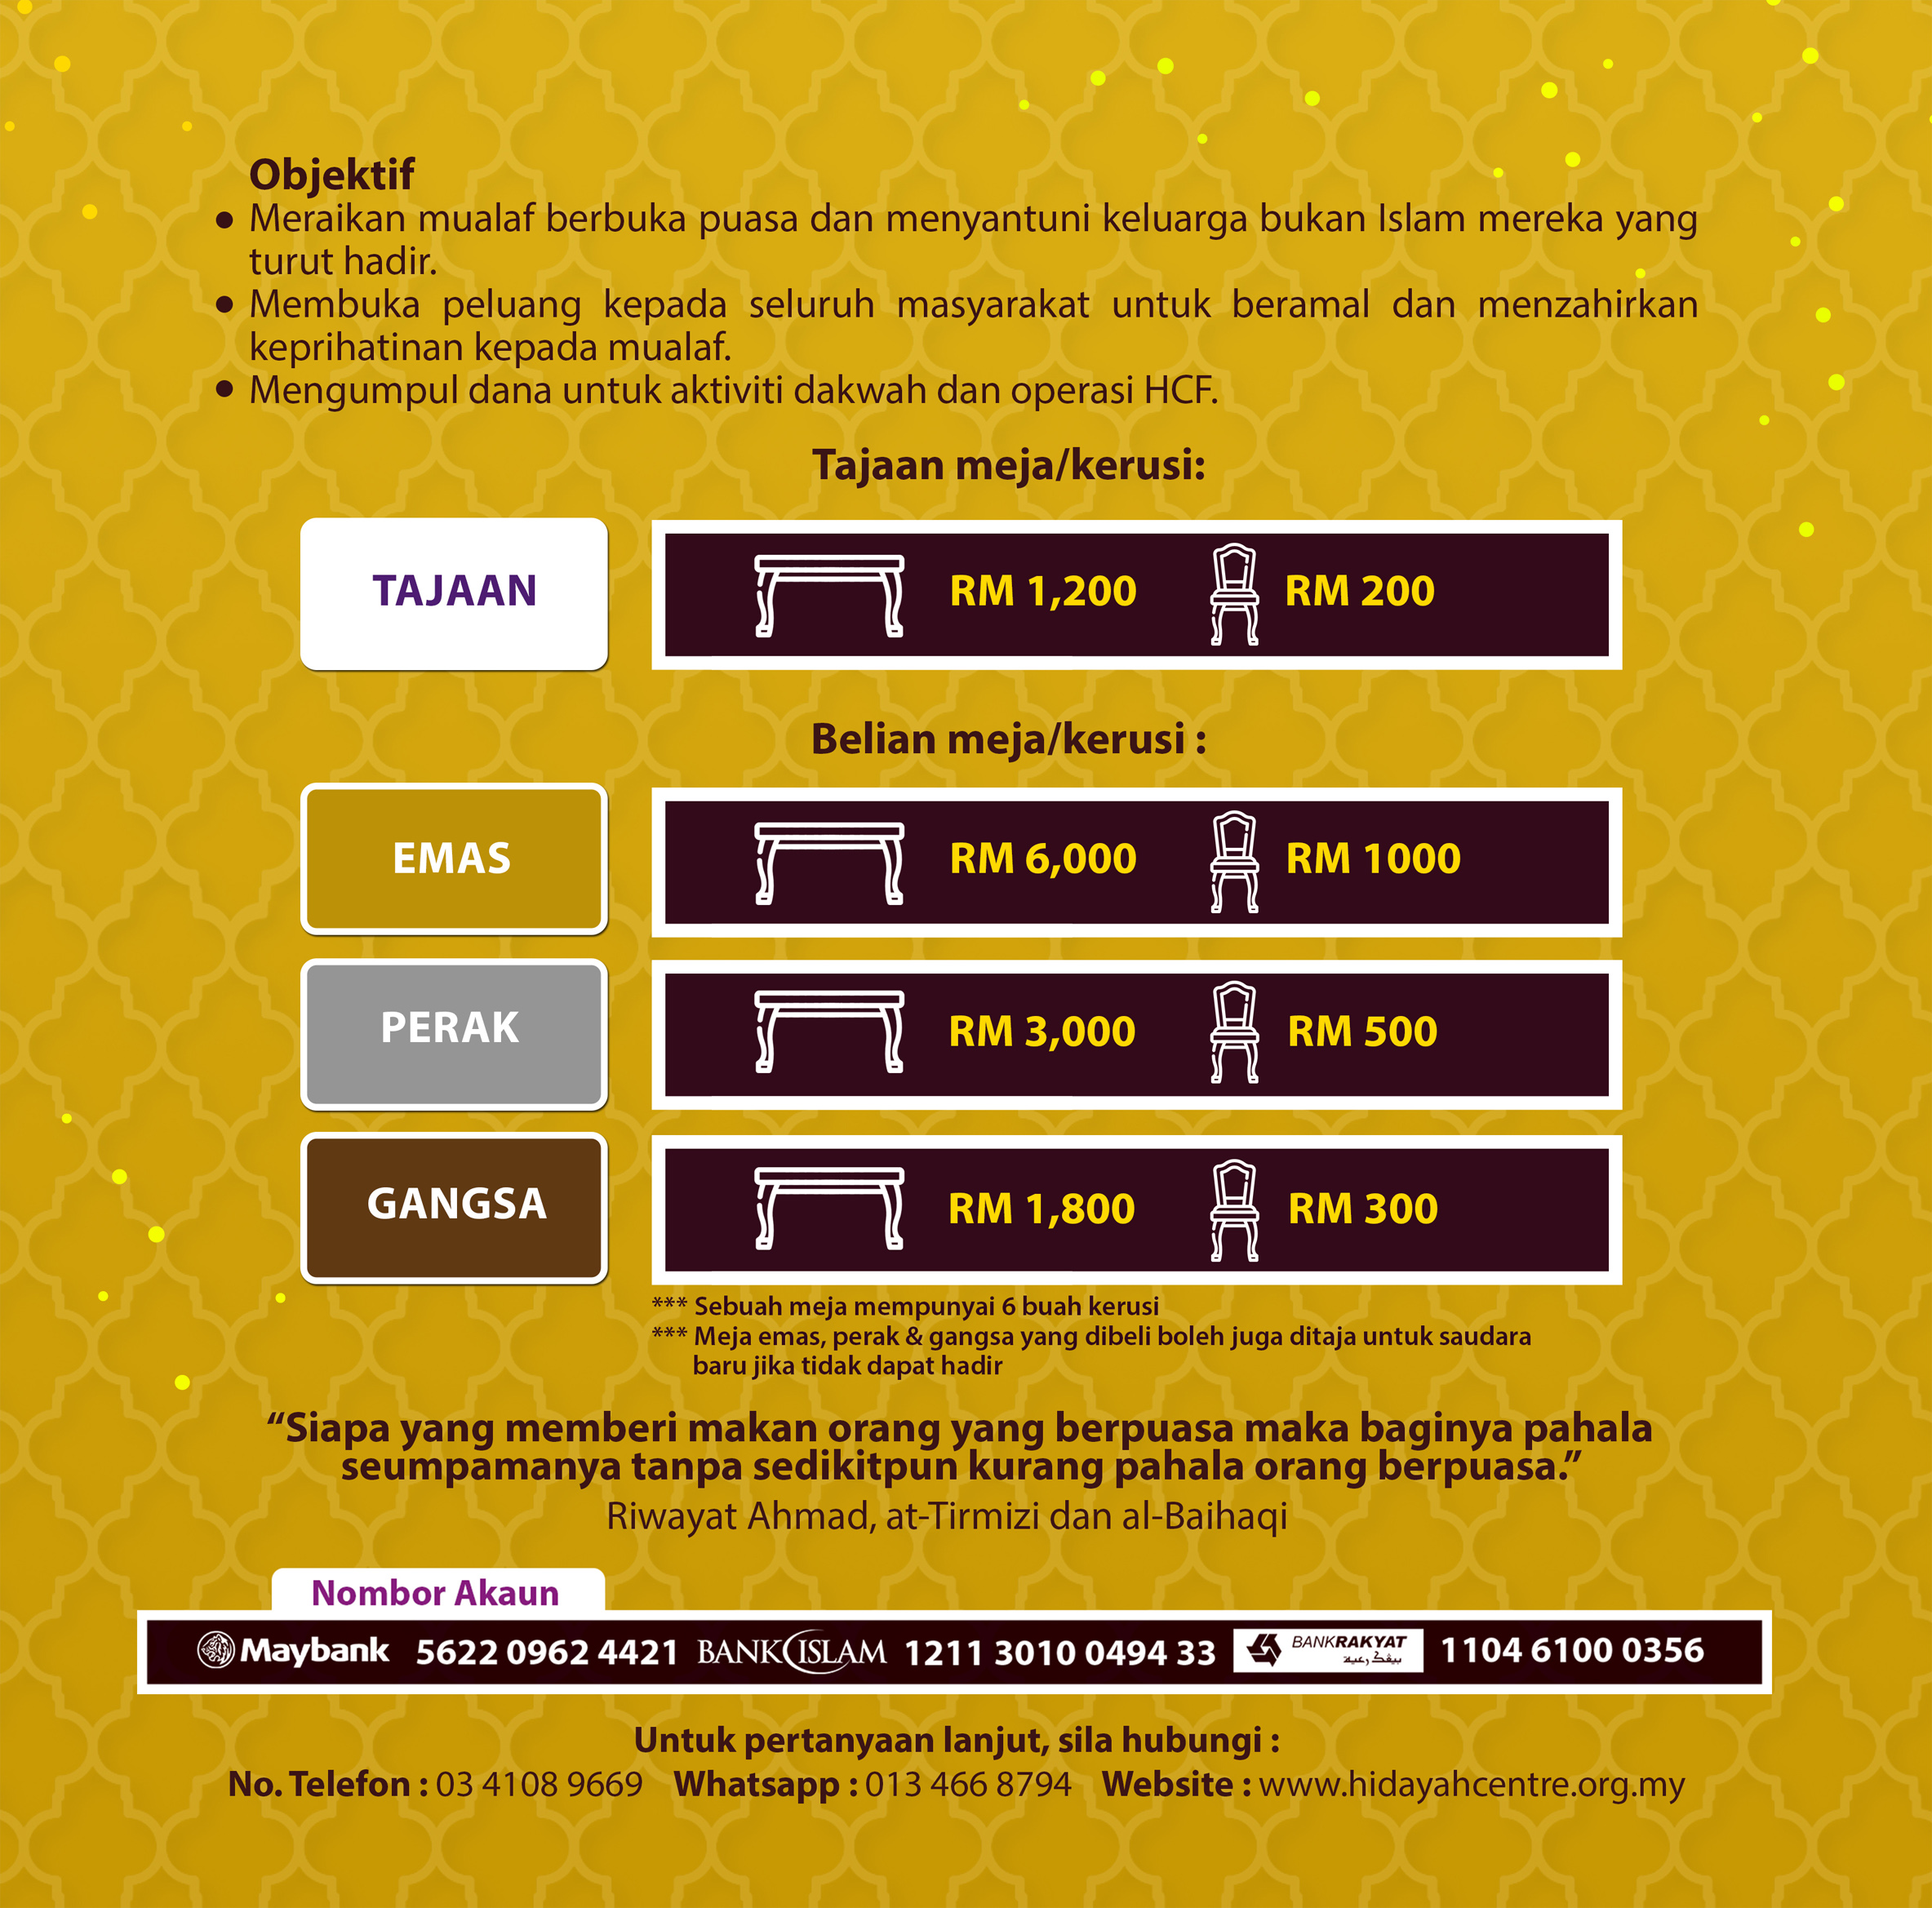 Objektif
● Meraikan mualaf berbuka puasa dan menyantuni keluarga bukan Islam mereka yang
turut hadir.
● Membuka peluang kepada seluruh masyarakat untuk beramal dan menzahirkan
keprihatinan kepada mualaf.
● Mengumpul dana untuk aktiviti dakwah dan operasi HCF.
Tajaan meja/kerusi:
TAJAAN RM 1,200 RM 200
Belian meja/kerusi :
EMAS RM 6,000 RM 1000
PERAK RM 3,000 RM 500
GANGSA RM 1,800 RM 300
*** Sebuah meja mempunyai 6 buah kerusi
*** Meja emas, perak & gangsa yang dibeli boleh juga ditaja untuk saudara
baru jika tidak dapat hadir
“Siapa yang memberi makan orang yang berpuasa maka baginya pahala
seumpamanya tanpa sedikitpun kurang pahala orang berpuasa.”
Riwayat Ahmad, at-Tirmizi dan al-Baihaqi
Nombor Akaun
Maybank 5622 0962 4421 BANK ISLAM 1211 3010 0494 33 BANKRAKYAT 1104 6100 0356
بيڤك رعية
Untuk pertanyaan lanjut, sila hubungi :
No. Telefon : 03 4108 9669 Whatsapp : 013 466 8794 Website : www.hidayahcentre.org.my